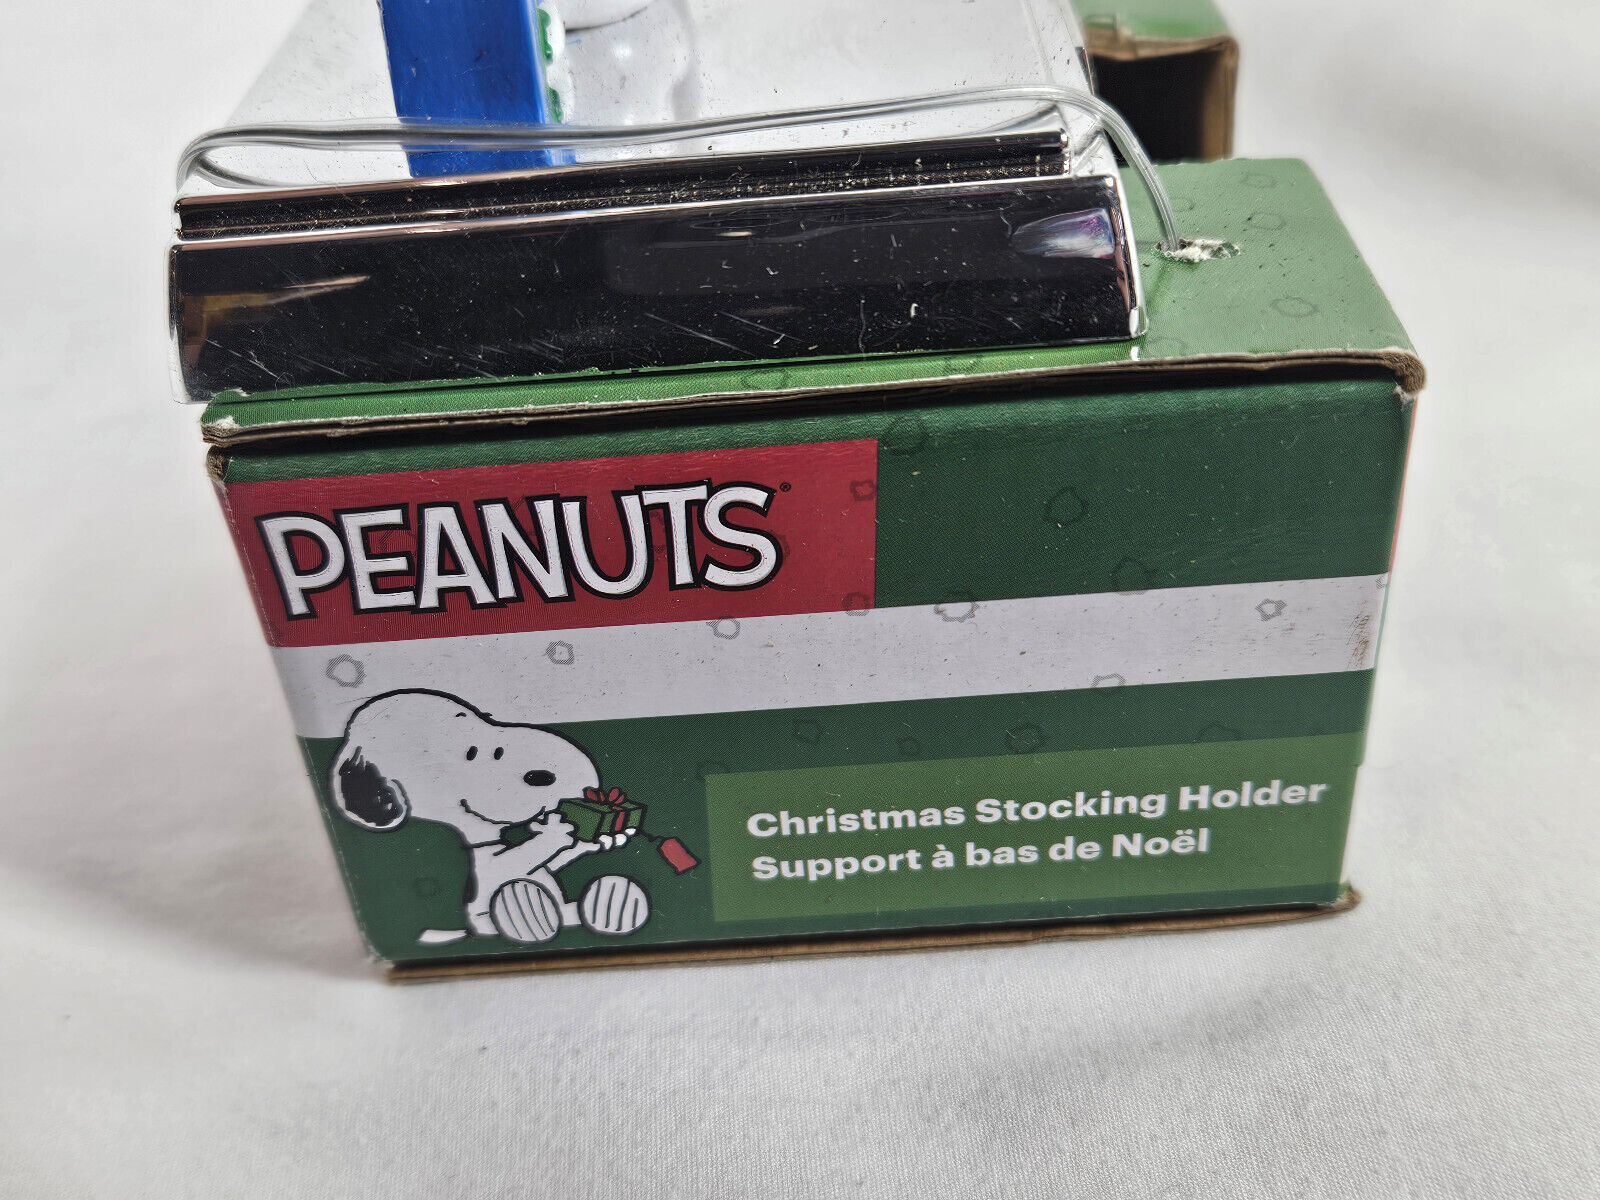 PEANUTS®
Christmas Stocking Holder
Support à bas de Noël